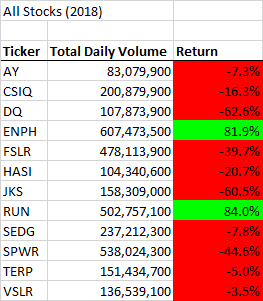 All Stocks (2018)
Ticker Total Daily Volume Return
AY 83,079,900 -7.3%
CSIQ 200,879,900 -16.3%
DQ 107,873,900 -62.6%
ENPH 607,473,500 81.9%
FSLR 478,113,900 -39.7%
HASI 104,340,600 -20.7%
JKS 158,309,000 -60.5%
RUN 502,757,100 84.0%
SEDG 237,212,300 -7.8%
SPWR 538,024,300 -44.6%
TERP 151,434,700 -5.0%
VSLR 136,539,100 -3.5%